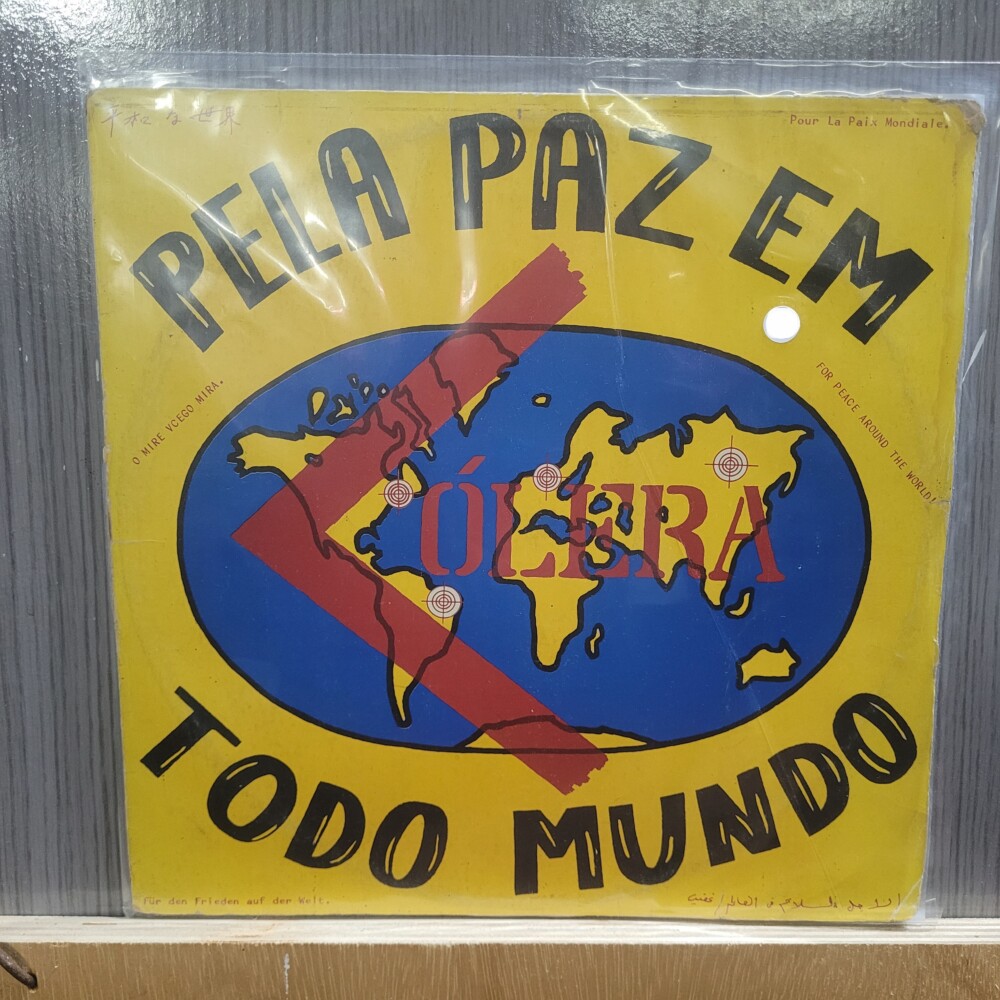 平和な世界
Pour La Paix Mondiale.
PELA PAZ EM
O MIRE VCEGO MIRA.
FOR PEACE AROUND THE WORLD!
CÓLERA
TODO MUNDO
für den Frieden auf der Welt.